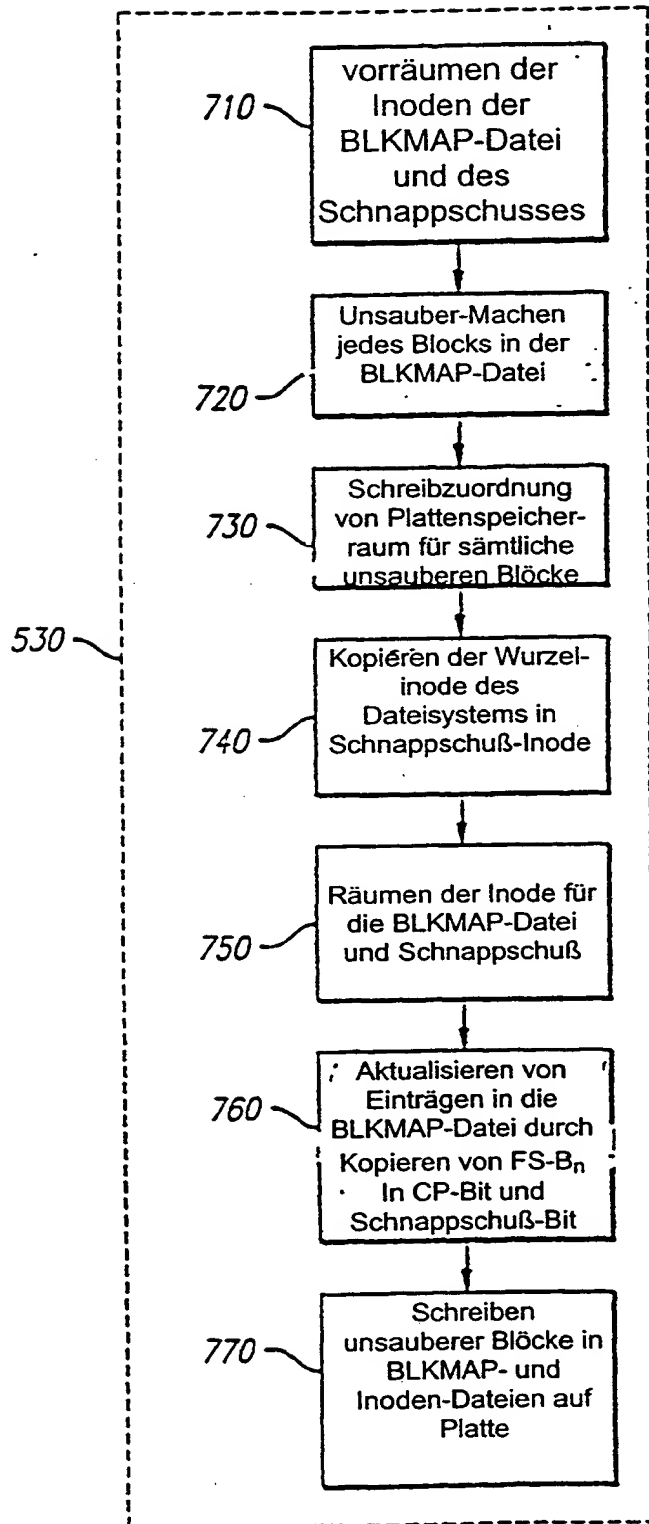 710
vorräumen der
Inoden der
BLKMAP-Datei
und des
Schnappschusses
720
Unsauber-Machen
jedes Blocks in der
BLKMAP-Datei
730
Schreibzuordnung
von Plattenspeicher-
raum für sämtliche
unsauberen Blöcke
530
740
Kopieren der Wurzel-
inode des
Dateisystems in
Schnappschuß-Inode
750
Räumen der Inode für
die BLKMAP-Datei
und Schnappschuß
760
Aktualisieren von
Einträgen in die
BLKMAP-Datei durch
Kopieren von FS-Bn
In CP-Bit und
Schnappschuß-Bit
770
Schreiben
unsauberer Blöcke in
BLKMAP- und
Inoden-Dateien auf
Platte